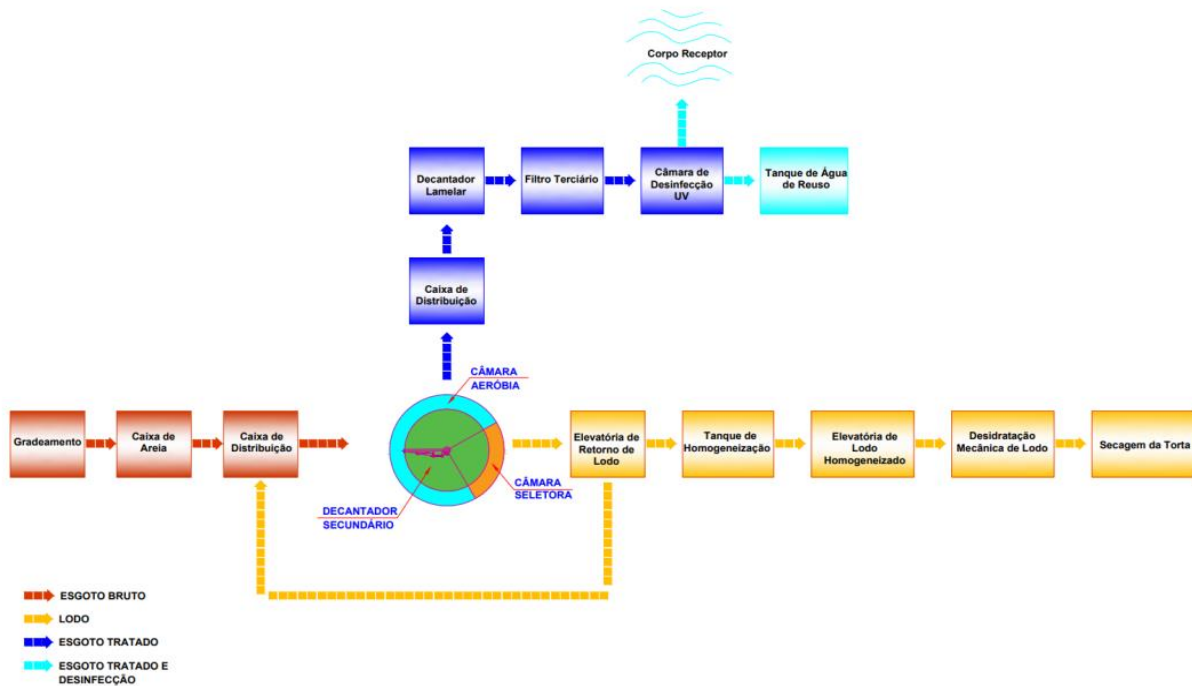 Corpo Receptor
Decantador
Lamelar
Filtro Terciário
Câmara de
Desinfecção
UV
Tanque de Água
de Reuso
Caixa de
Distribuição
CÂMARA
AERÓBIA
Gradeamento
Caixa de
Areia
Caixa de
Distribuição
Elevatória de
Retorno de
Lodo
Tanque de
Homogeneização
Elevatória de
Lodo
Homogeneizado
Desidratação
Mecânica de Lodo
Secagem da Torta
CÂMARA
SELETORA
DECANTADOR
SECUNDÁRIO
ESGOTO BRUTO
LODO
ESGOTO TRATADO
ESGOTO TRATADO E
DESINFECÇÃO